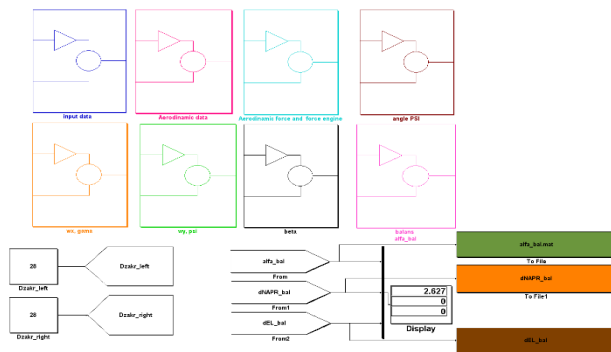 Input data
Aerodinamic data
Aerodinemic force and force engine
angle PSI
wx, gama
wy, psi
beta
balans
alfa_bal
28
Dzakr_left
Dzakr_left
28
Dzakr_right
Dzakr_right
alfa_bal
From
dNAPR_bal
From1
dEL_bal
From2
2.627
0
0
Display
alfa_bal.mat
To File
dNAPR_bal
To File1
dEL_bal